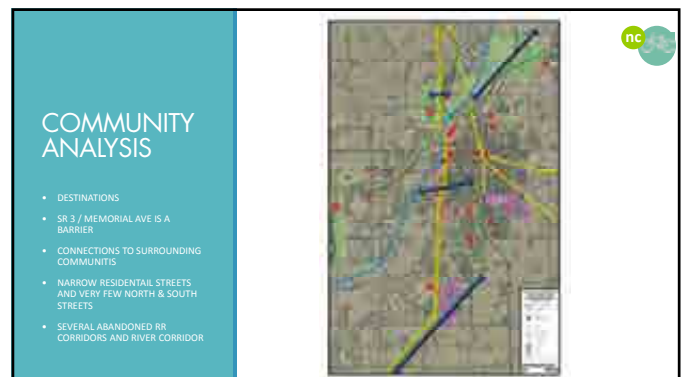 COMMUNITY
ANALYSIS
• DESTINATIONS
• SR 3 / MEMORIAL AVE IS A
BARRIER
• CONNECTIONS TO SURROUNDING
COMMUNITIS
• NARROW RESIDENTAIL STREETS
AND VERY FEW NORTH & SOUTH
STREETS
• SEVERAL ABANDONED RR
CORRIDORS AND RIVER CORRIDOR
nc